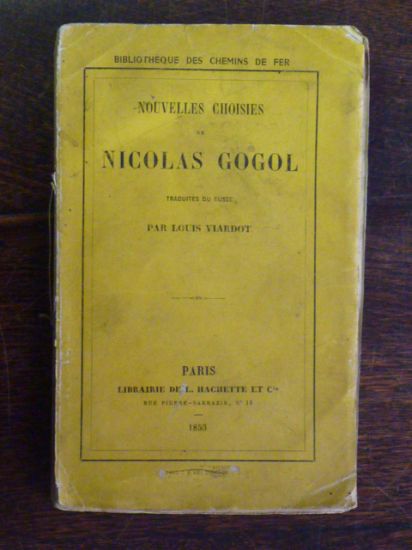 BIBLIOTHÈQUE DES CHEMINS DE FER
NOUVELLES CHOISIES
DE
NICOLAS GOGOL
TRADUITES DU RUSSE
PAR LOUIS VIARDOT
PARIS
LIBRAIRIE DE L. HACHETTE ET Cie
RUE PIERRE-SARRAZIN, N° 14
1853